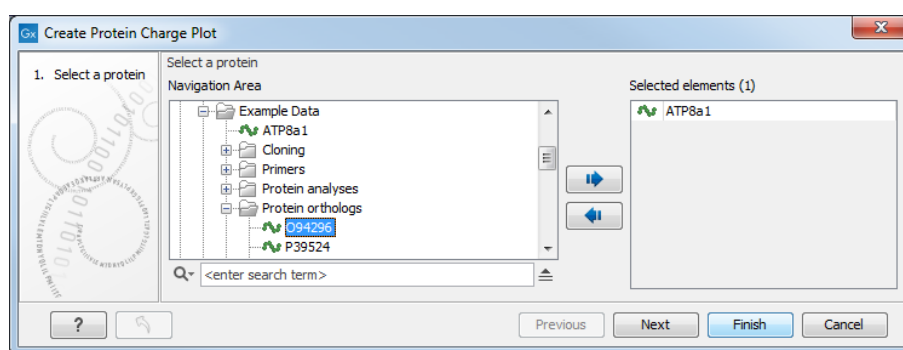 Gx Create Protein Charge Plot
1. Select a protein
Select a protein
Navigation Area
Example Data
ATP8a1
Cloning
Primers
Protein analyses
Protein orthologs
O94296
P39524
<enter search term>
Selected elements (1)
ATP8a1
?
Previous
Next
Finish
Cancel